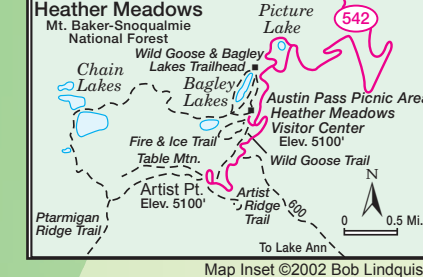 Heather Meadows
Mt. Baker-Snoqualmie
National Forest
Picture
Lake
542
Wild Goose & Bagley
Lakes Trailhead
Chain
Lakes
Bagley
Lakes
Austin Pass Picnic Area
Heather Meadows
Visitor Center
Elev. 5100'
Fire & Ice Trail
Table Mtn.
Wild Goose Trail
Artist Pt.
Elev. 5100'
Artist
Ridge
Trail
600
N
0 0.5 Mi.
Ptarmigan
Ridge Trail
To Lake Ann
Map Inset ©2002 Bob Lindquis